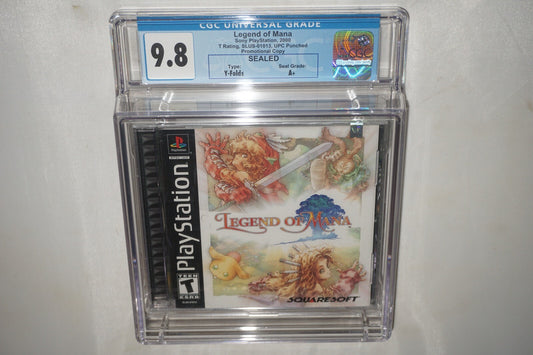 CGC UNIVERSAL GRADE
9.8
Legend of Mana
Sony PlayStation, 2000
T Rating, SLUS-01013, UPC Punched
Promotional Copy
SEALED
Type:
Y-Folds
Seal Grade:
A+
PlayStation
LEGEND OF MANA
TEEN
T
ESRB
SQUARESOFT